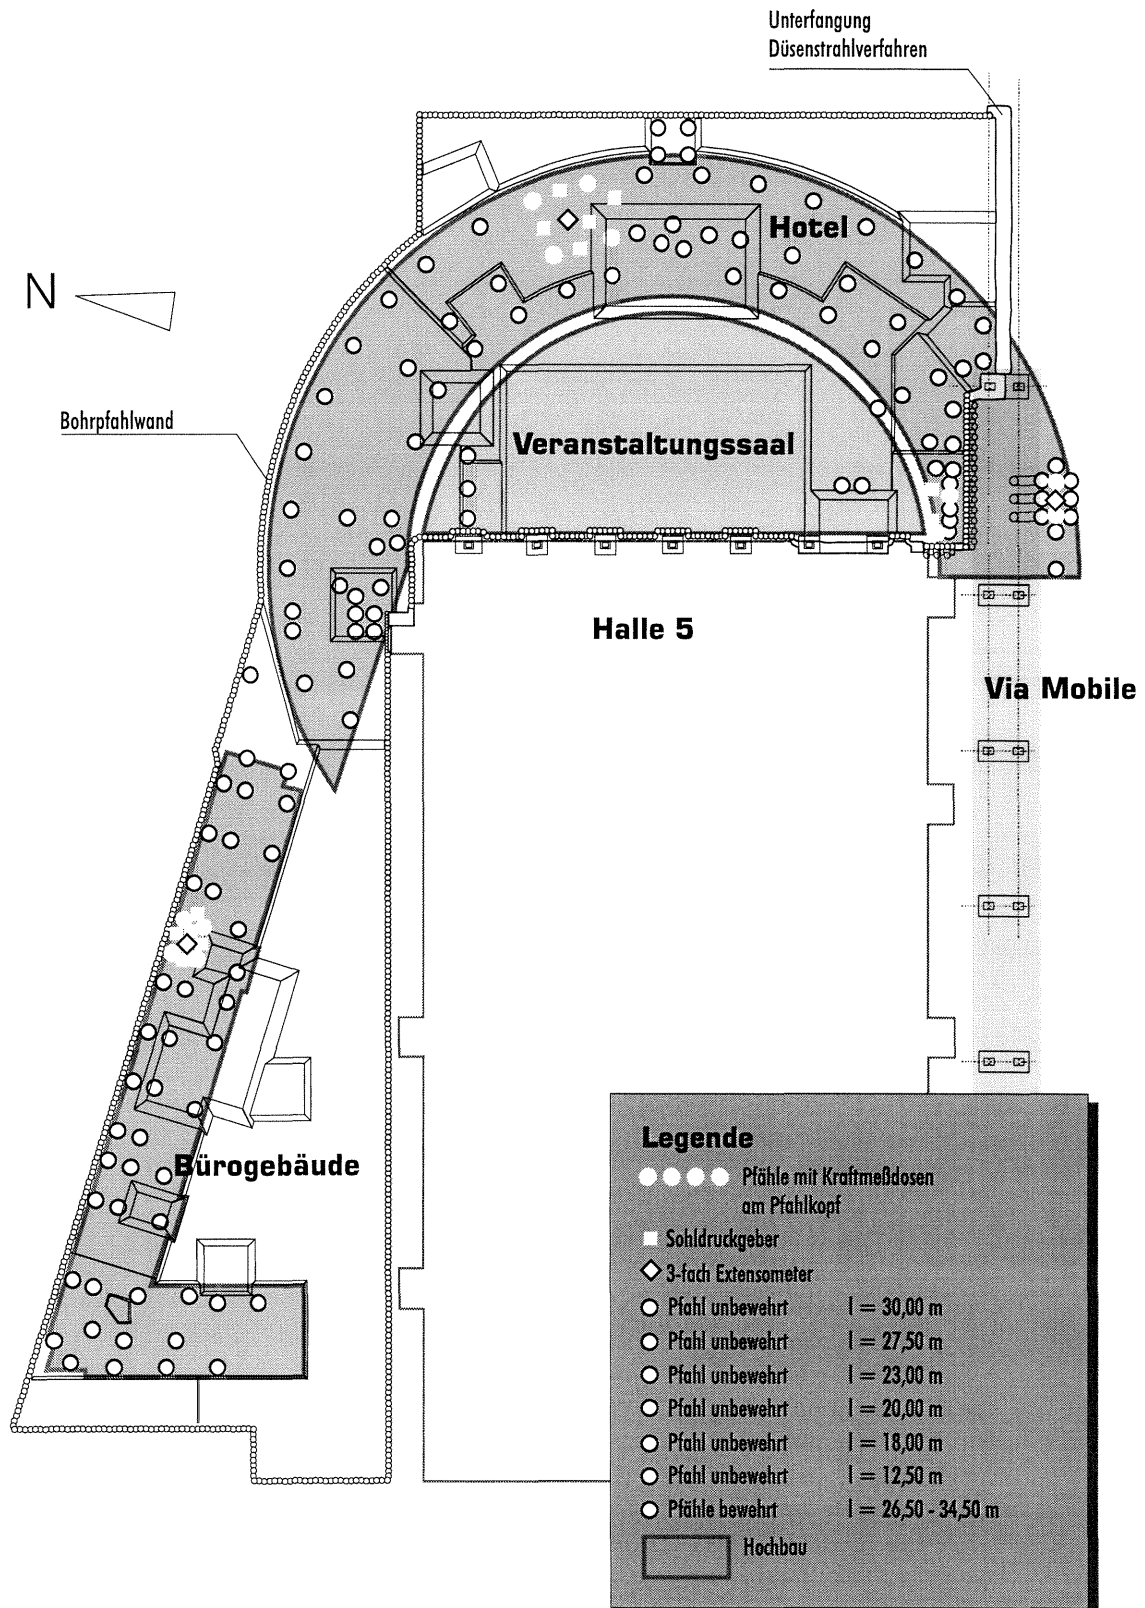 Unterfangung
Düsenstrahlverfahren
Hotel
N
Bohrpfahlwand
Veranstaltungssaal
Halle 5
Via Mobile
Bürogebäude
Legende
Pfähle mit Kraftmeßdosen
am Pfahlkopf
Sohldruckgeber
3-fach Extensometer
Pfahl unbewehrt l = 30,00 m
Pfahl unbewehrt l = 27,50 m
Pfahl unbewehrt l = 23,00 m
Pfahl unbewehrt l = 20,00 m
Pfahl unbewehrt l = 18,00 m
Pfahl unbewehrt l = 12,50 m
Pfähle bewehrt l = 26,50 - 34,50 m
Hochbau